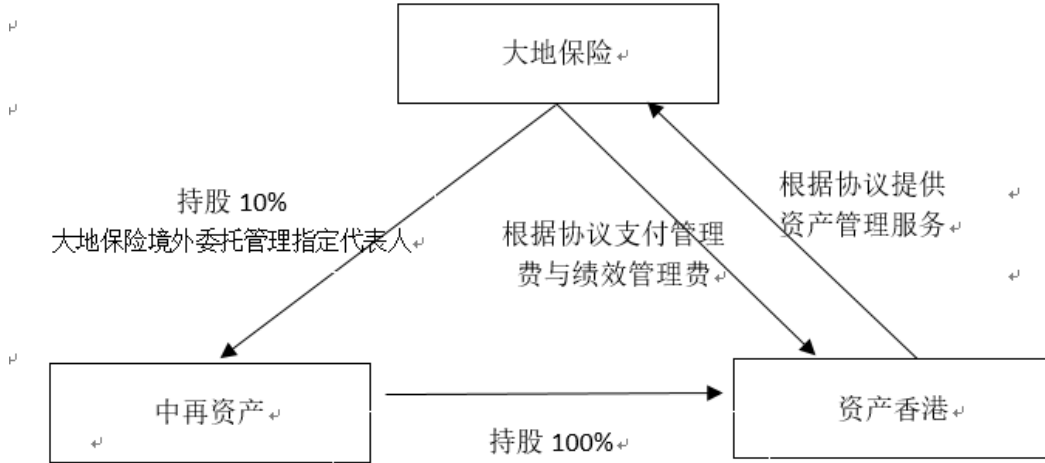 大地保险
持股 10%
大地保险境外委托管理指定代表人
根据协议支付管理
费与绩效管理费
根据协议提供
资产管理服务
中再资产
持股 100%
资产香港